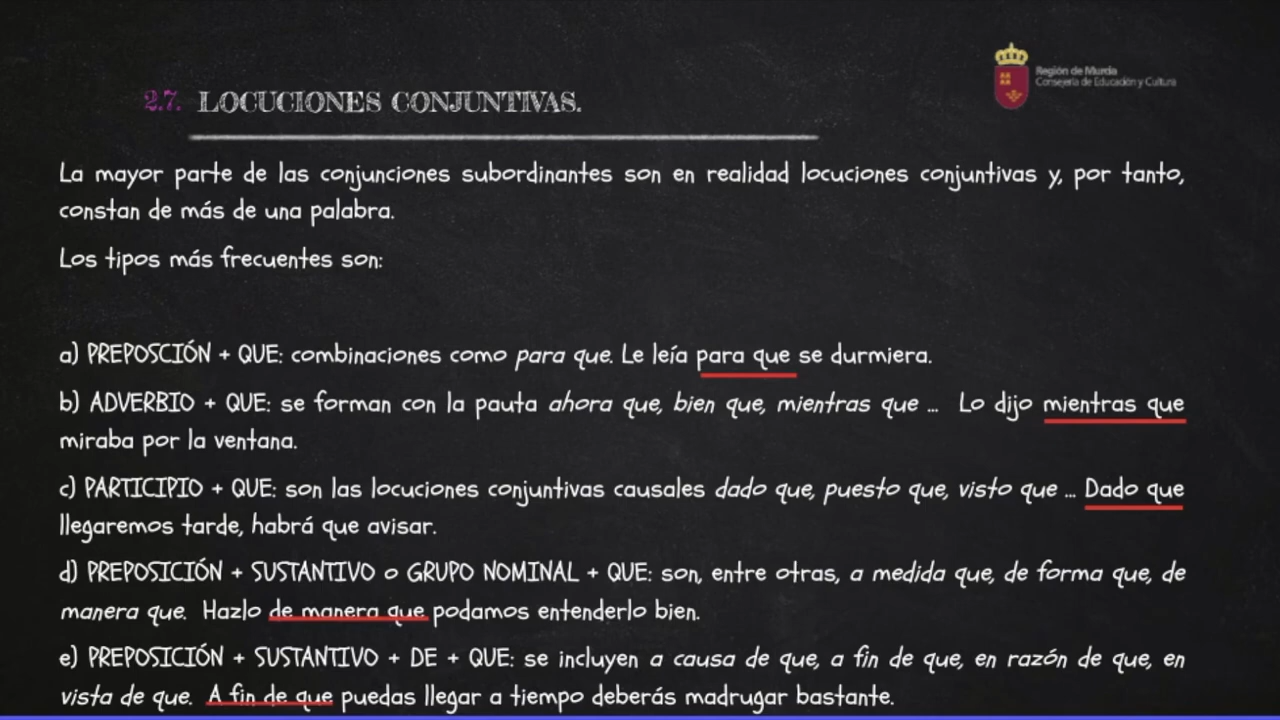 Región de Murcia
Consejería de Educación y Cultura
2.7. LOCUCIONES CONJUNTIVAS.
La mayor parte de las conjunciones subordinantes son en realidad locuciones conjuntivas y, por tanto,
constan de más de una palabra.
Los tipos más frecuentes son:
a) PREPOSCIÓN + QUE: combinaciones como para que. Le leía para que se durmiera.
b) ADVERBIO + QUE: se forman con la pauta ahora que, bien que, mientras que ... Lo dijo mientras que
miraba por la ventana.
c) PARTICIPIO + QUE: son las locuciones conjuntivas causales dado que, puesto que, visto que ... Dado que
llegaremos tarde, habrá que avisar.
d) PREPOSICIÓN + SUSTANTIVO o GRUPO NOMINAL + QUE: son, entre otras, a medida que, de forma que, de
manera que. Hazlo de manera que podamos entenderlo bien.
e) PREPOSICIÓN + SUSTANTIVO + DE + QUE: se incluyen a causa de que, a fin de que, en razón de que, en
vista de que. A fin de que puedas llegar a tiempo deberás madrugar bastante.